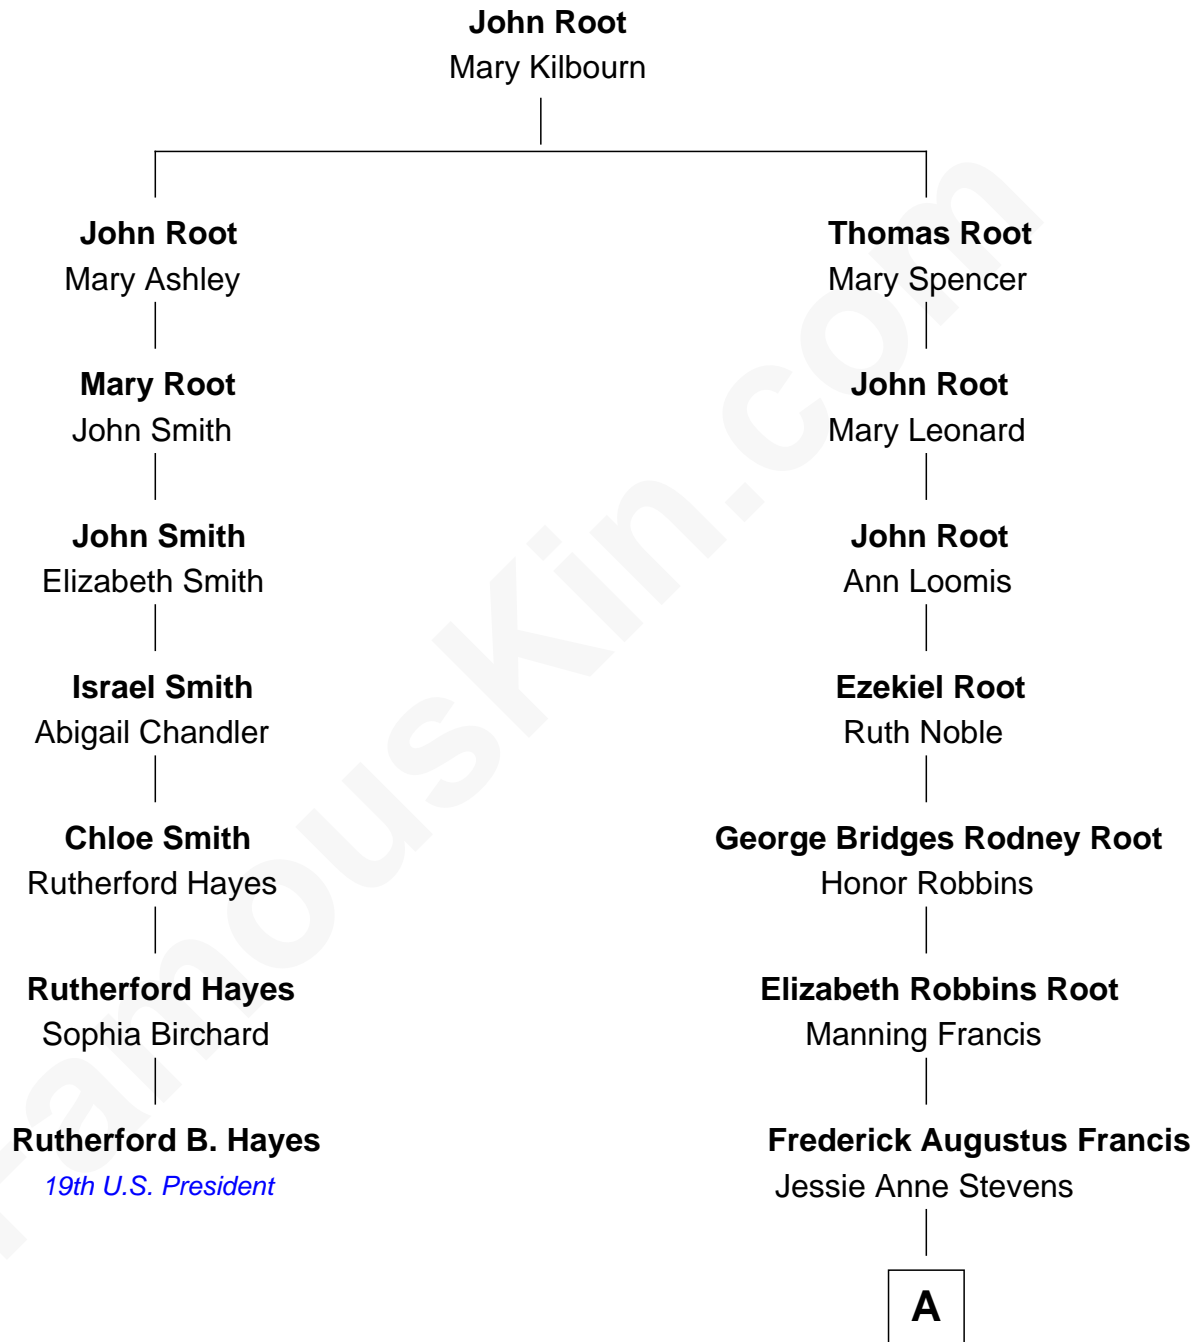 John Root
Mary Kilbourn
John Root
Mary Ashley
Thomas Root
Mary Spencer
Mary Root
John Smith
John Root
Mary Leonard
John Smith
Elizabeth Smith
John Root
Ann Loomis
Israel Smith
Abigail Chandler
Ezekiel Root
Ruth Noble
Chloe Smith
Rutherford Hayes
George Bridges Rodney Root
Honor Robbins
Rutherford Hayes
Sophia Birchard
Elizabeth Robbins Root
Manning Francis
Rutherford B. Hayes
19th U.S. President
Frederick Augustus Francis
Jessie Anne Stevens
A
FamousKin.com